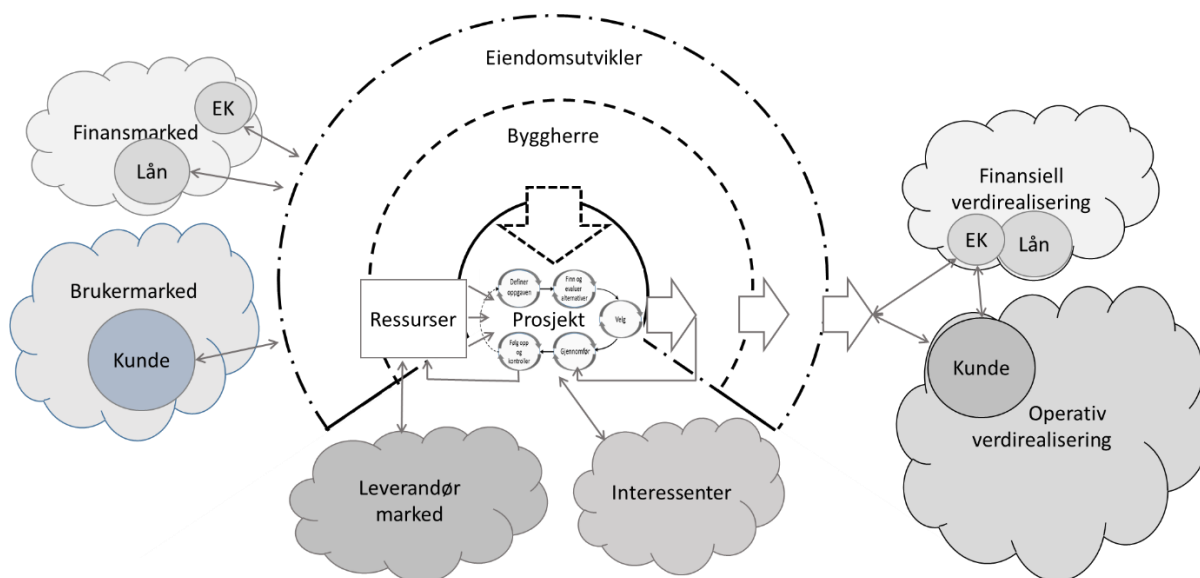 Eiendomsutvikler
EK
Finansmarked
Lån
Byggherre
Finansiell
verdirealisering
EK
Lån
Brukermarked
Kunde
Ressurser
Definer
oppgaven
Finn og
evaluer
alternativer
Prosjekt
Velg
Følg opp
og
kontroller
Gjennomfør
Kunde
Operativ
verdirealisering
Leverandør
marked
Interessenter